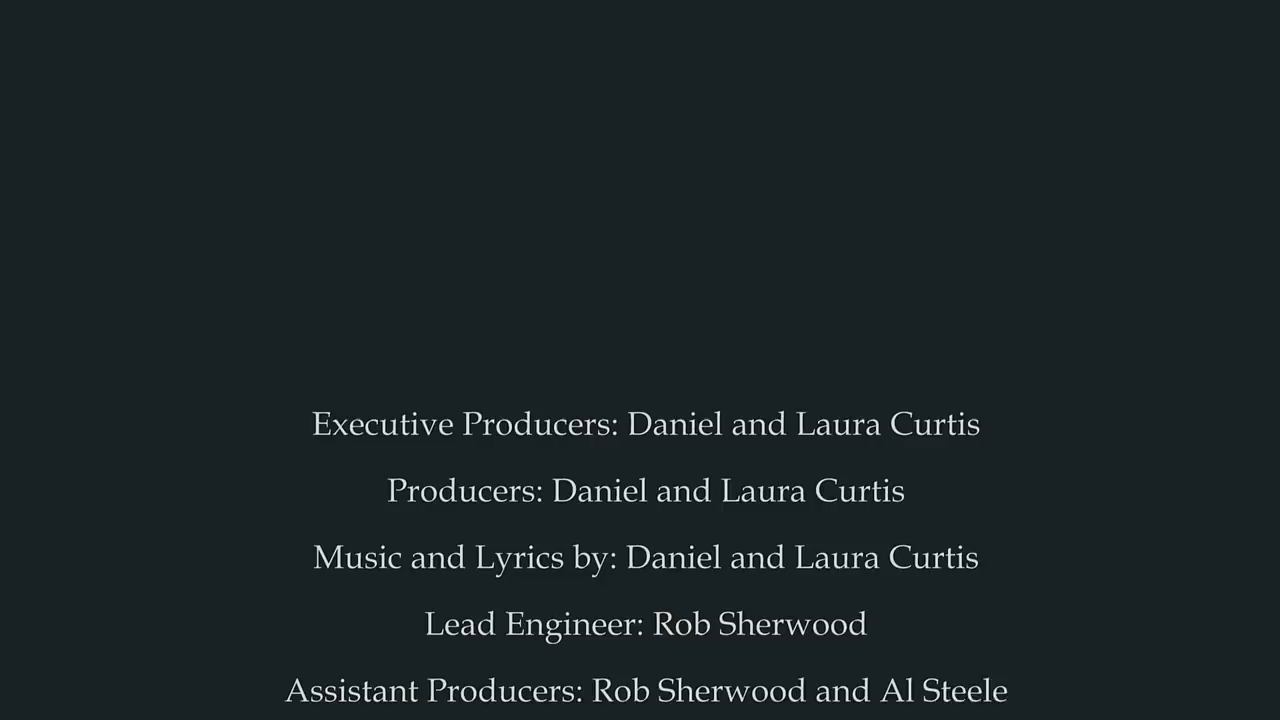 Executive Producers: Daniel and Laura Curtis
Producers: Daniel and Laura Curtis
Music and Lyrics by: Daniel and Laura Curtis
Lead Engineer: Rob Sherwood
Assistant Producers: Rob Sherwood and Al Steele